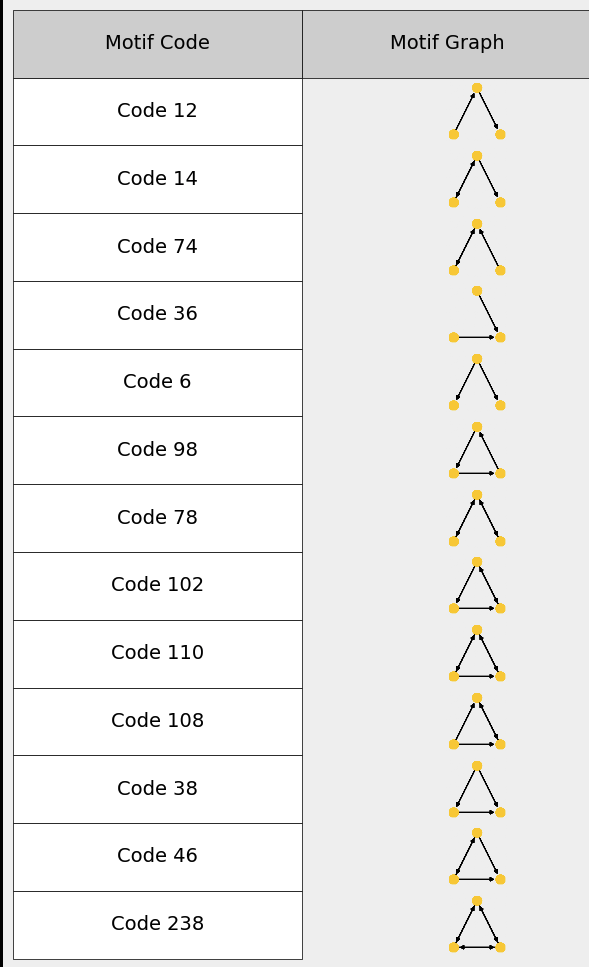 Motif Code Motif Graph
Code 12
Code 14
Code 74
Code 36
Code 6
Code 98
Code 78
Code 102
Code 110
Code 108
Code 38
Code 46
Code 238